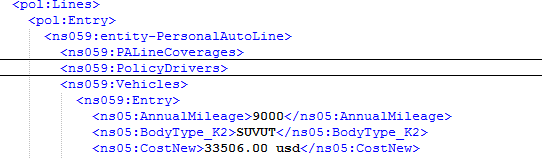 <pol:Lines>
<pol:Entry>
<ns059:entity-PersonalAutoLine>
<ns059:PALineCoverages>
<ns059:PolicyDrivers>
<ns059:Vehicles>
<ns059:Entry>
<ns05:AnnualMileage>9000</ns05:AnnualMileage>
<ns05:BodyType_K2>SUVUT</ns05:BodyType_K2>
<ns05:CostNew>33506.00 usd</ns05:CostNew>